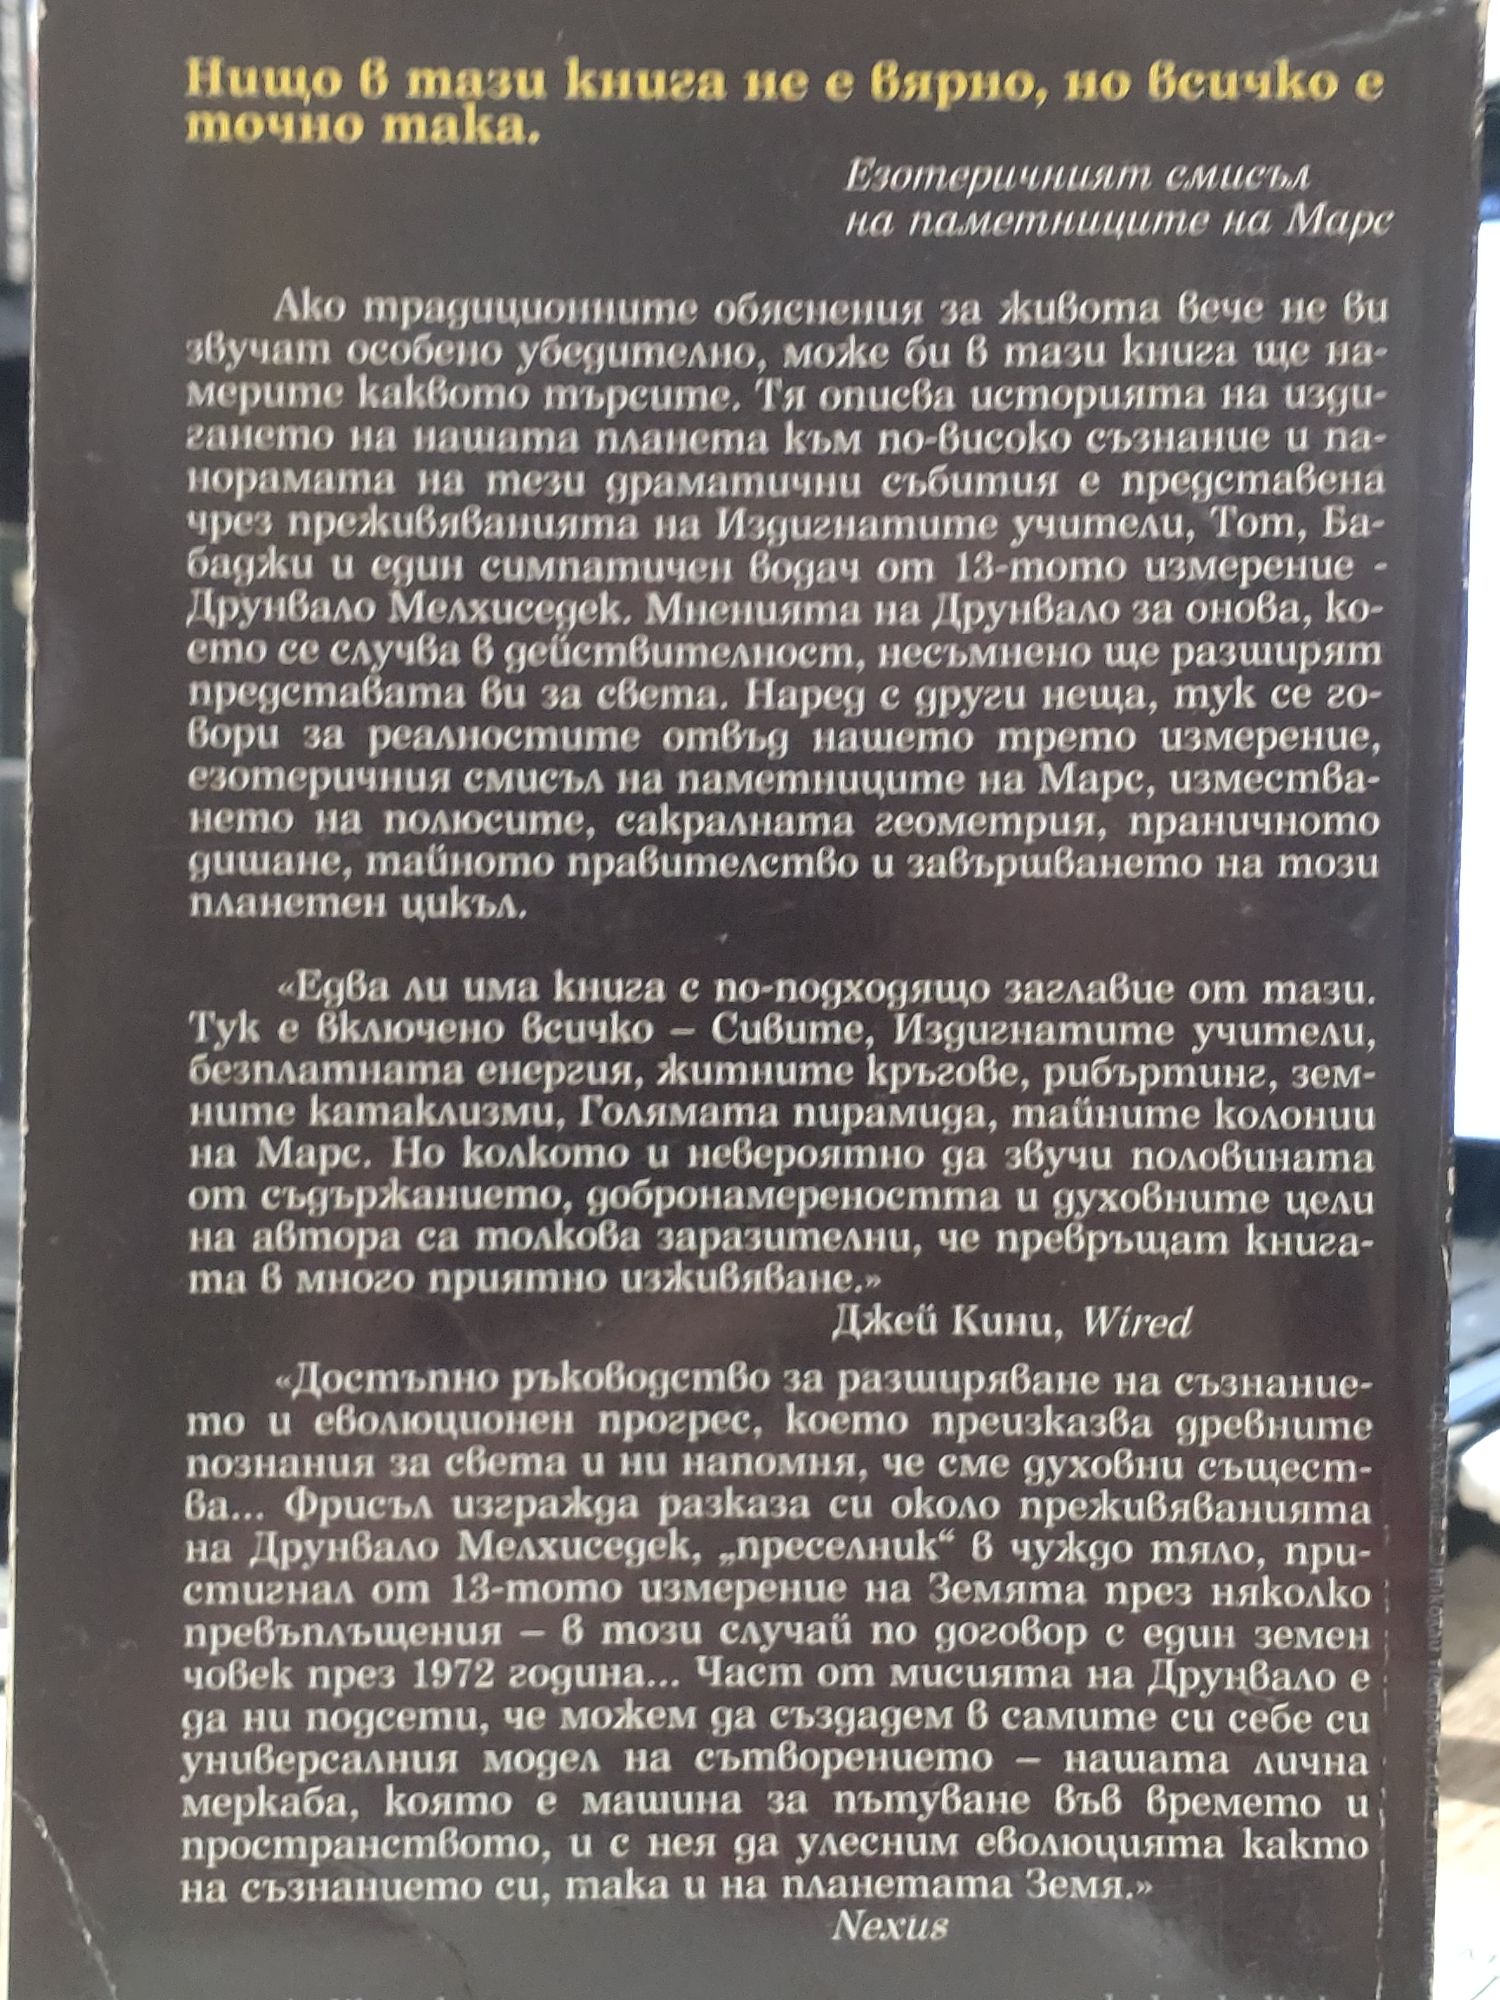 Нищо в тази книга не е вярно, но всичко е
точно така.
Езотеричният смисъл
на паметниците на Марс
Ако традиционните обяснения за живота вече не ви
звучат особено убедително, може би в тази книга ще на-
мерите каквото търсите. Тя описва историята на изди-
гането на нашата планета към по-високо съзнание и па-
норамата на тези драматични събития е представена
чрез преживяванията на Издигнатите учители, Тот, Ба-
баджи и един симпатичен водач от 13-тото измерение -
Друнвало Мелхиседек. Мненията на Друнвало за онова, ко-
ето се случва в действителност, несъмнено ще разширят
представата ви за света. Наред с други неща, тук се го-
вори за реалностите отвъд нашето трето измерение,
езотеричния смисъл на паметниците на Марс, измества-
нето на полюсите, сакралната геометрия, праничното
дишане, тайното правителство и завършването на този
планетен цикъл.
«Едва ли има книга с по-подходящо заглавие от тази.
Тук е включено всичко – Сивите, Издигнатите учители,
безплатната енергия, житните кръгове, рибъртинг, зем-
ните катаклизми, Голямата пирамида, тайните колонии
на Марс. Но колкото и невероятно да звучи половината
от съдържанието, добронамереността и духовните цели
на автора са толкова заразителни, че превръщат книга-
та в много приятно изживяване.»
Джей Кини, Wired
«Достъпно ръководство за разширяване на съзнание-
то и еволюционен прогрес, което преизказва древните
познания за света и ни напомня, че сме духовни същест-
ва... Фрисъл изгражда разказа си около преживяванията
на Друнвало Мелхиседек, „преселник“ в чуждо тяло, при-
стигнал от 13-тото измерение на Земята през няколко
превъплъщения – в този случай по договор с един земен
човек през 1972 година... Част от мисията на Друнвало е
да ни подсети, че можем да създадем в самите си себе си
универсалния модел на сътворението – нашата лична
меркаба, която е машина за пътуване във времето и
пространството, и с нея да улесним еволюцията както
на съзнанието си, така и на планетата Земя.»
Nexus